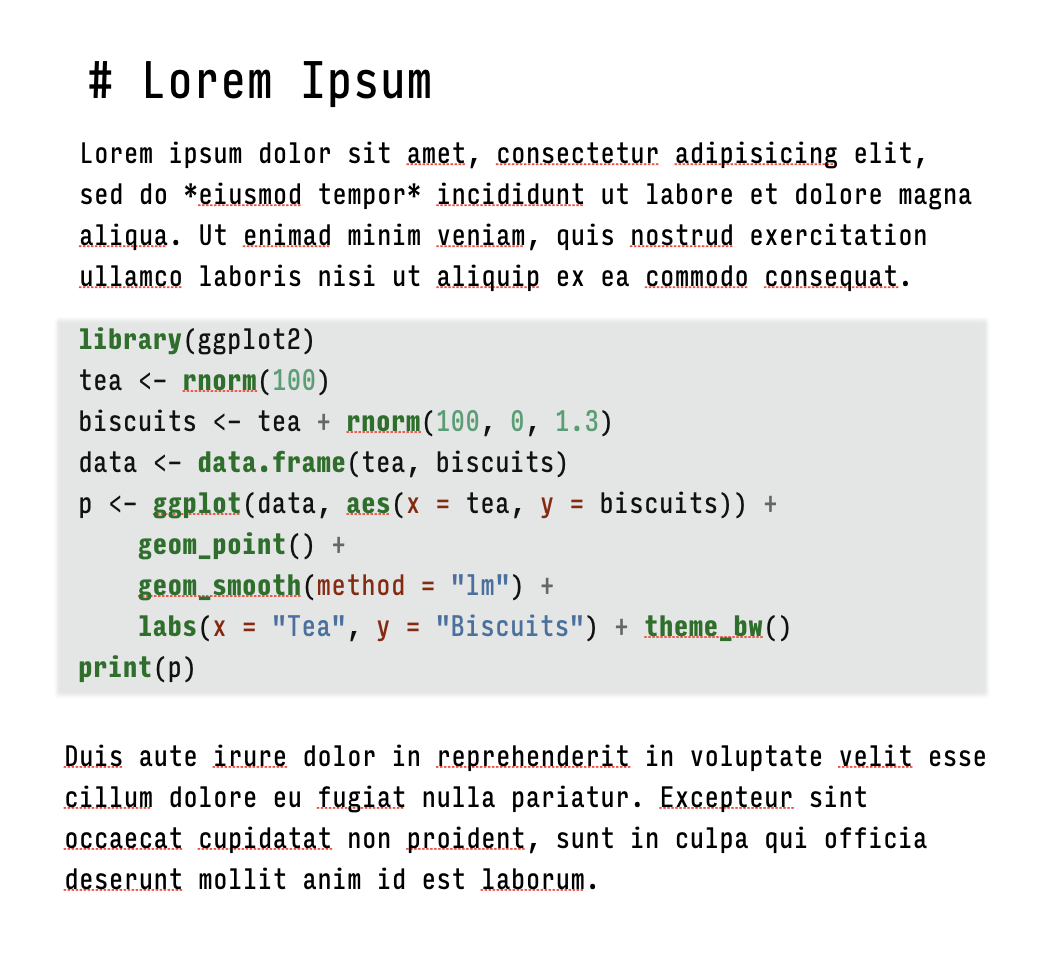 # Lorem Ipsum
Lorem ipsum dolor sit amet, consectetur adipisicing elit,
sed do *eiusmod tempor* incididunt ut labore et dolore magna
aliqua. Ut enimad minim veniam, quis nostrud exercitation
ullamco laboris nisi ut aliquip ex ea commodo consequat.
library(ggplot2)
tea <- rnorm(100)
biscuits <- tea + rnorm(100, 0, 1.3)
data <- data.frame(tea, biscuits)
p <- ggplot(data, aes(x = tea, y = biscuits)) +
    geom_point() +
    geom_smooth(method = "lm") +
    labs(x = "Tea", y = "Biscuits") + theme_bw()
print(p)
Duis aute irure dolor in reprehenderit in voluptate velit esse
cillum dolore eu fugiat nulla pariatur. Excepteur sint
occaecat cupidatat non proident, sunt in culpa qui officia
deserunt mollit anim id est laborum.